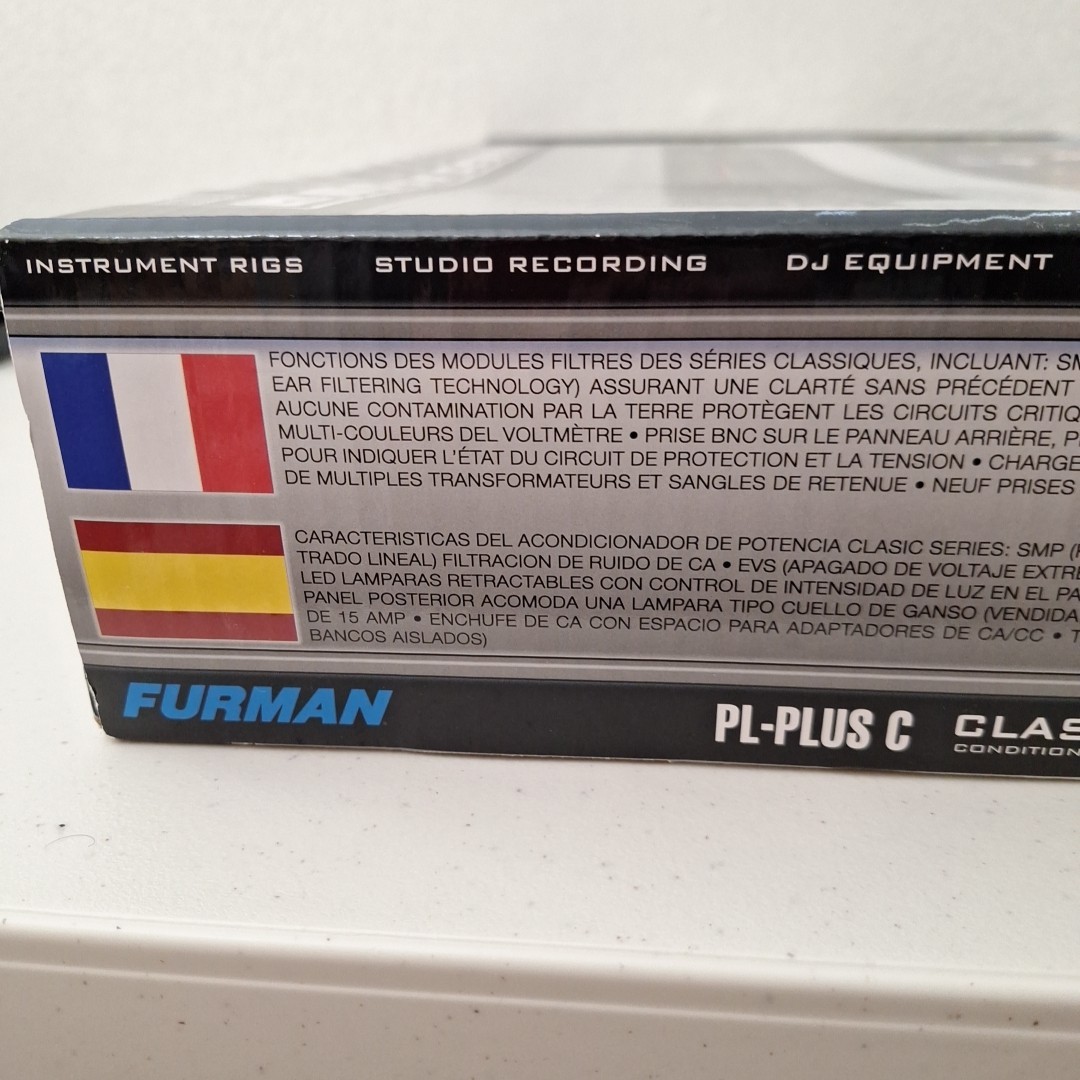 INSTRUMENT RIGS STUDIO RECORDING DJ EQUIPMENT
FONCTIONS DES MODULES FILTRES DES SÉRIES CLASSIQUES, INCLUANT: SM
EAR FILTERING TECHNOLOGY) ASSURANT UNE CLARTÉ SANS PRÉCÉDENT
AUCUNE CONTAMINATION PAR LA TERRE PROTÈGENT LES CIRCUITS CRITIQ
MULTI-COULEURS DEL VOLTMÈTRE • PRISE BNC SUR LE PANNEAU ARRIÈRE, P
POUR INDIQUER L'ÉTAT DU CIRCUIT DE PROTECTION ET LA TENSION • CHARGE
DE MULTIPLES TRANSFORMATEURS ET SANGLES DE RETENUE • NEUF PRISES
CARACTERISTICAS DEL ACONDICIONADOR DE POTENCIA CLASIC SERIES: SMP (
TRADO LINEAL) FILTRACION DE RUIDO DE CA • EVS (APAGADO DE VOLTAJE EXTRE
LED LAMPARAS RETRACTABLES CON CONTROL DE INTENSIDAD DE LUZ EN EL PA
PANEL POSTERIOR ACOMODA UNA LAMPARA TIPO CUELLO DE GANSO (VENDIDA
DE 15 AMP • ENCHUFE DE CA CON ESPACIO PARA ADAPTADORES DE CA/CC • T
BANCOS AISLADOS)
FURMAN PL-PLUS C CLAS
CONDITION